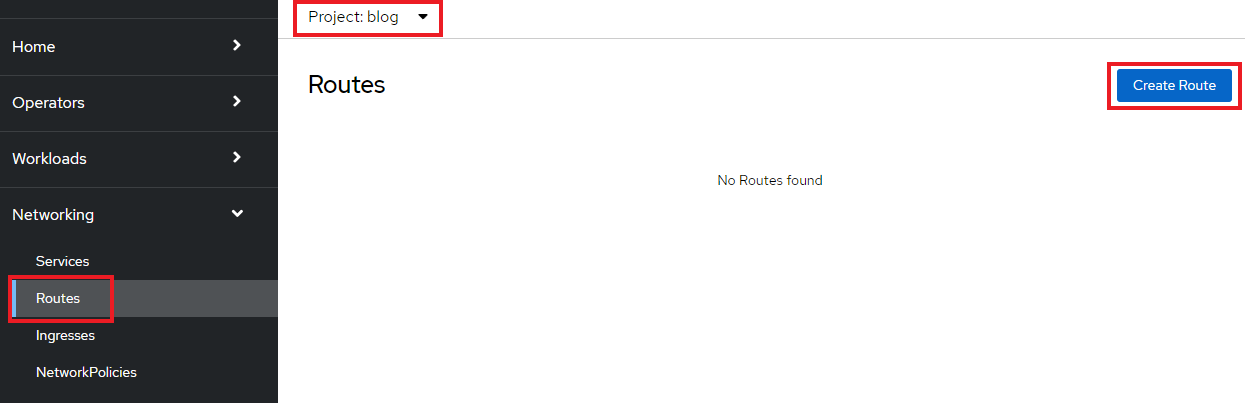 Project: blog
Home
Operators
Workloads
Networking
Services
Routes
Ingresses
NetworkPolicies
Routes
Create Route
No Routes found